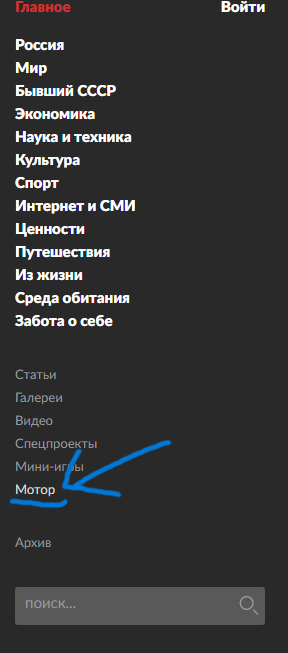 Главное Войти
Россия
Мир
Бывший СССР
Экономика
Наука и техника
Культура
Спорт
Интернет и СМИ
Ценности
Путешествия
Из жизни
Среда обитания
Забота о себе
Статьи
Галереи
Видео
Спецпроекты
Мини-игры
Мотор
Архив
поиск...